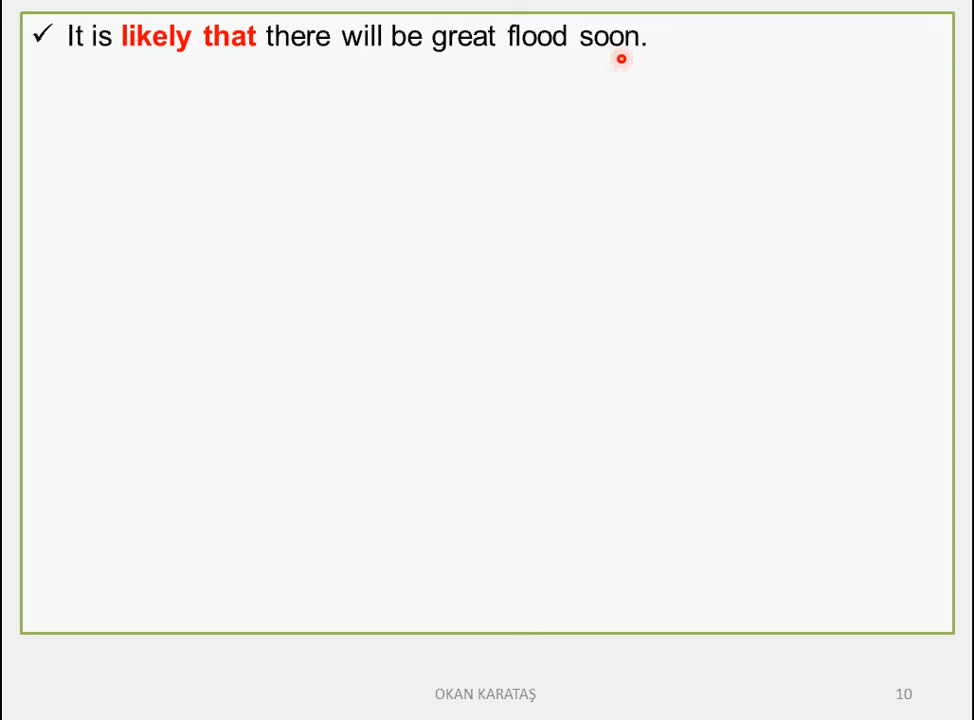 ✓ It is likely that there will be great flood soon.
OKAN KARATAŞ
10